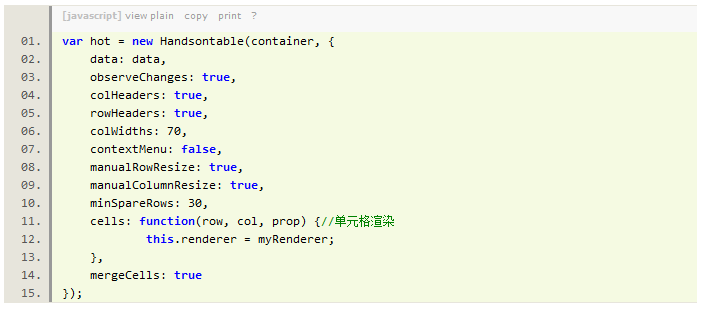 [javascript] view plain copy print ?
01. var hot = new Handsontable(container, {
02.     data: data,
03.     observeChanges: true,
04.     colHeaders: true,
05.     rowHeaders: true,
06.     colWidths: 70,
07.     contextMenu: false,
08.     manualRowResize: true,
09.     manualColumnResize: true,
10.     minSpareRows: 30,
11.     cells: function(row, col, prop) {//单元格渲染
12.             this.renderer = myRenderer;
13.     },
14.     mergeCells: true
15. });